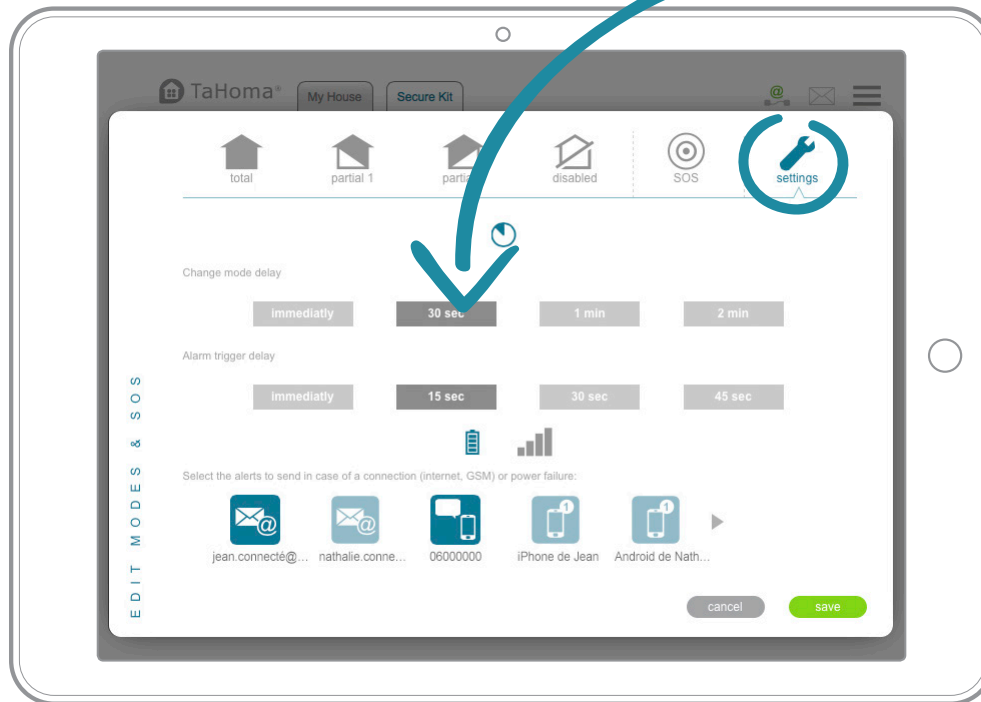 TaHoma®
My House
Secure Kit
@
total
partial 1
partia
disabled
SOS
settings
Change mode delay
immediatly
30 sec
1 min
2 min
Alarm trigger delay
immediatly
15 sec
30 sec
45 sec
EDIT MODES & SOS
Select the alerts to send in case of a connection (internet, GSM) or power failure:
@
@
1
1
jean.connecté@...
nathalie.conne...
06000000
iPhone de Jean
Android de Nath...
cancel
save